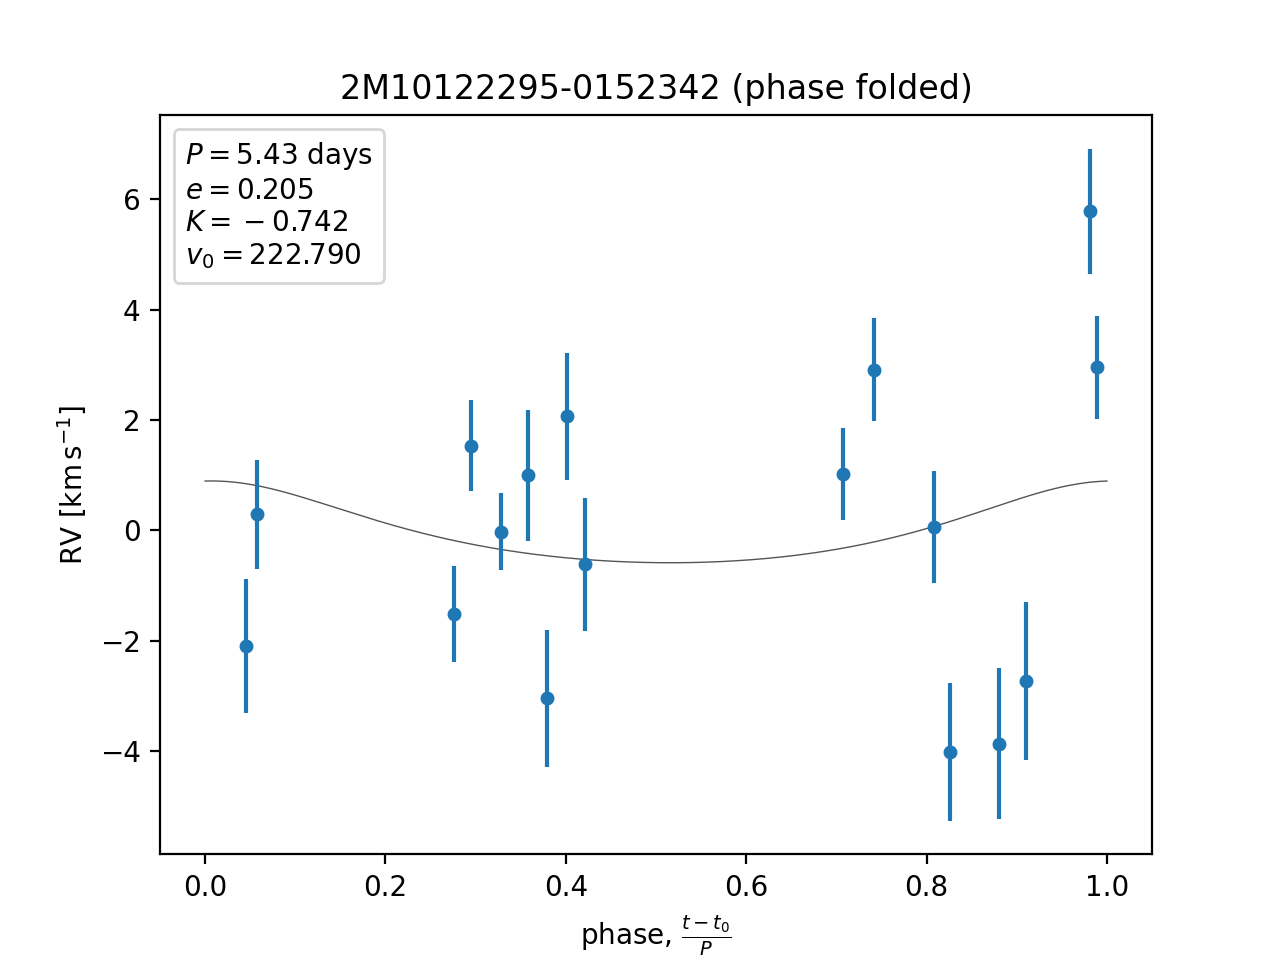 2M10122295-0152342 (phase folded)
P = 5.43 days
e = 0.205
K = −0.742
v₀ = 222.790
6
4
2
0
−2
−4
RV [km s⁻¹]
0.0 0.2 0.4 0.6 0.8 1.0
phase, (t − t₀)/P